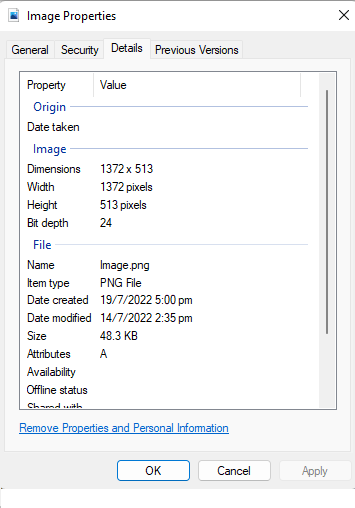 Image Properties
General Security Details Previous Versions
Property Value
Origin
Date taken
Image
Dimensions 1372 x 513
Width 1372 pixels
Height 513 pixels
Bit depth 24
File
Name Image.png
Item type PNG File
Date created 19/7/2022 5:00 pm
Date modified 14/7/2022 2:35 pm
Size 48.3 KB
Attributes A
Availability
Offline status
Shared with
Remove Properties and Personal Information
OK Cancel Apply